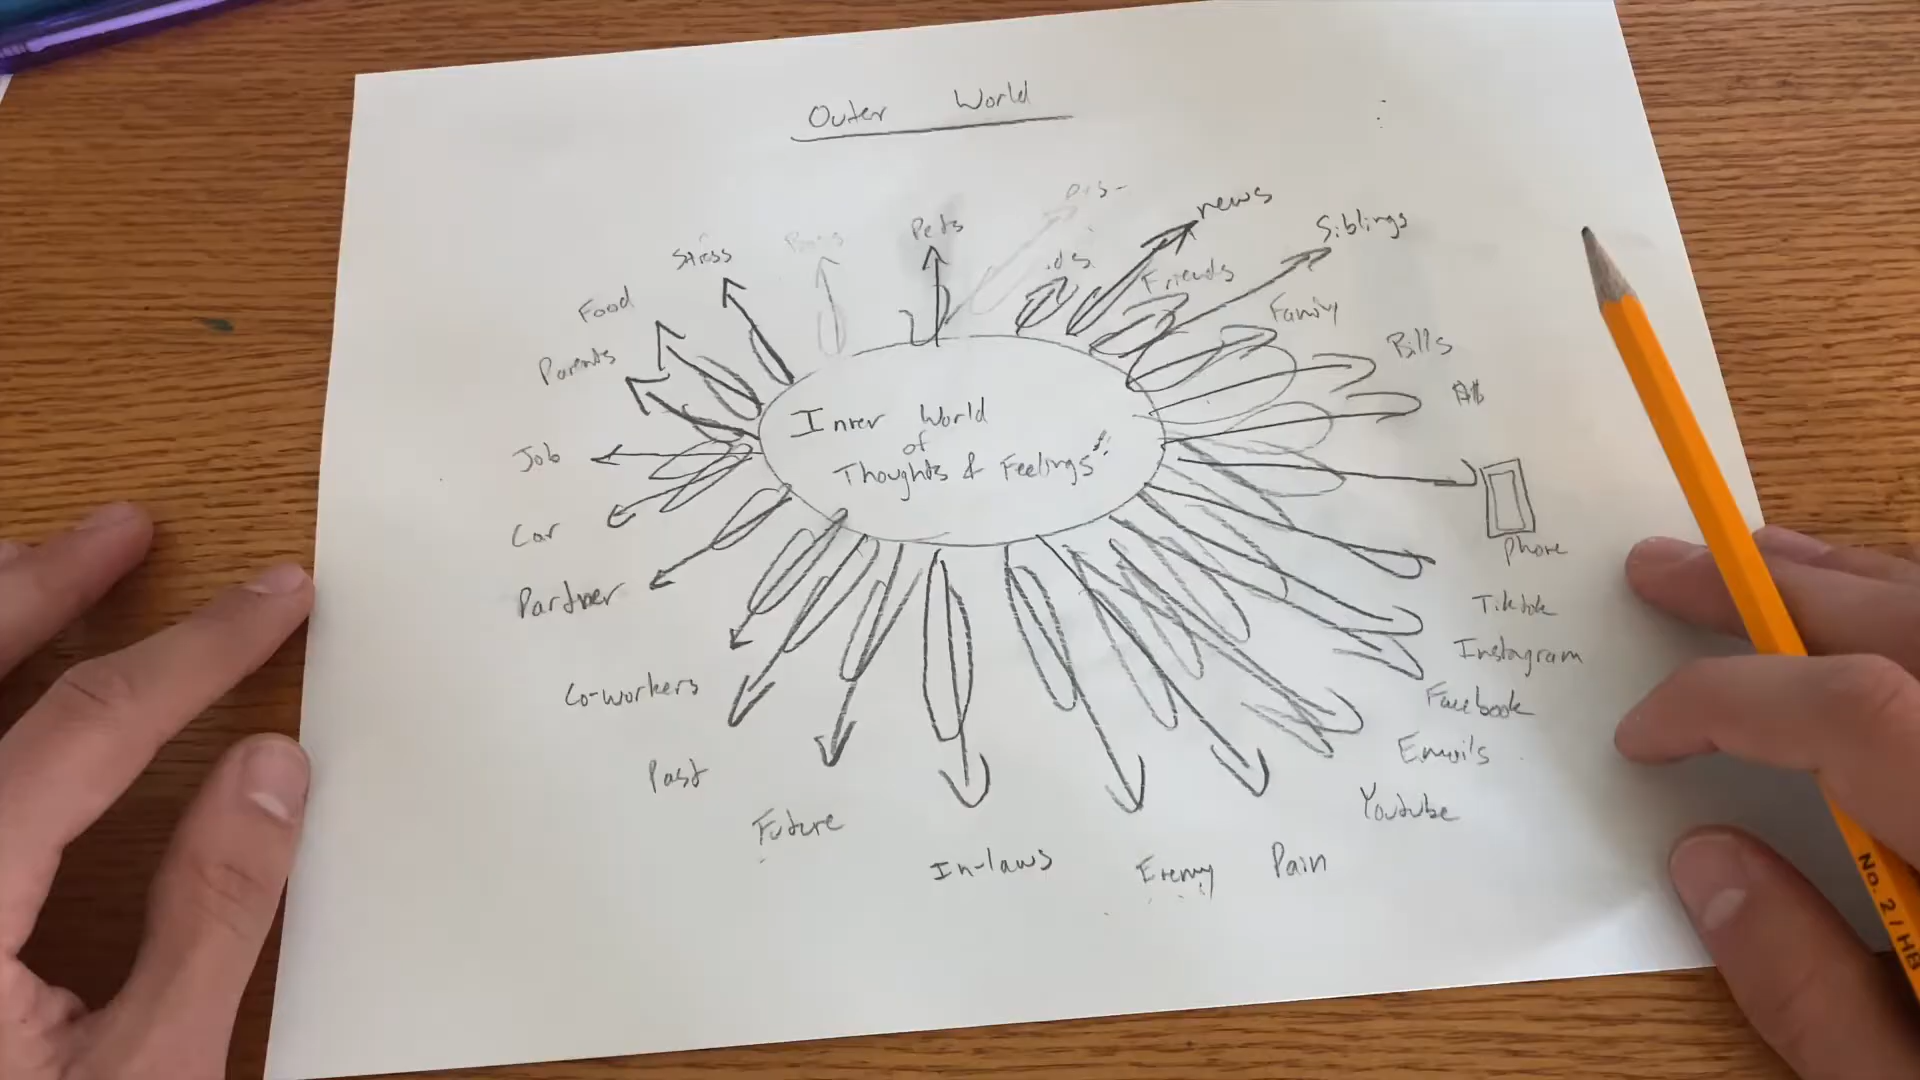 Outer World
news
Siblings
Pets
Stress
Friends
Food
Family
Parents
Bills
Inner World
of
Thoughts & Feelings
Job
Car
Phone
Partner
Tiktok
Instagram
Co-workers
Facebook
Emails
Past
Youtube
Future
In-laws
Enemy
Pain
No. 2/HB